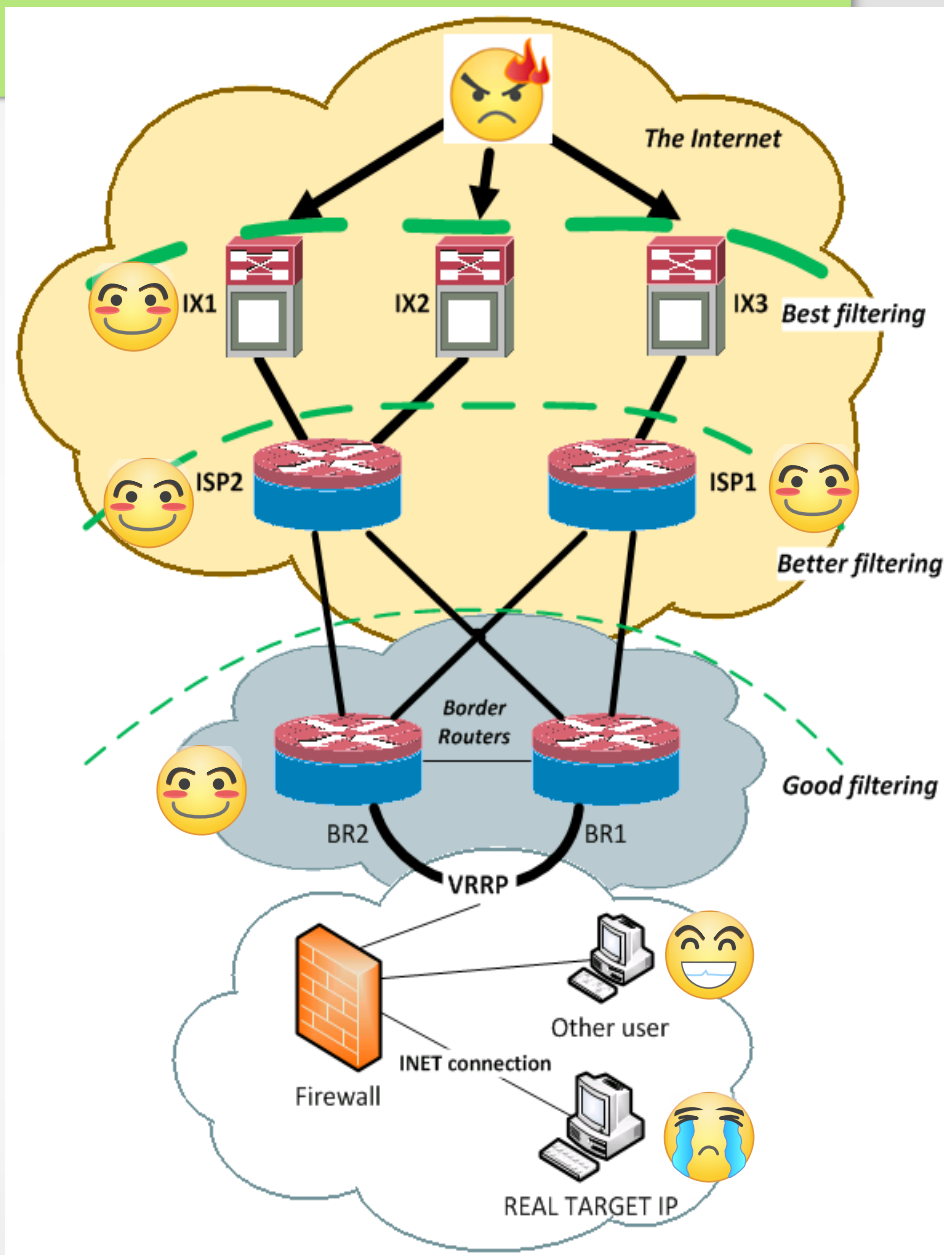 The Internet
IX1
IX2
IX3
Best filtering
ISP2
ISP1
Better filtering
Border
Routers
Good filtering
BR2
BR1
VRRP
Other user
INET connection
Firewall
REAL TARGET IP